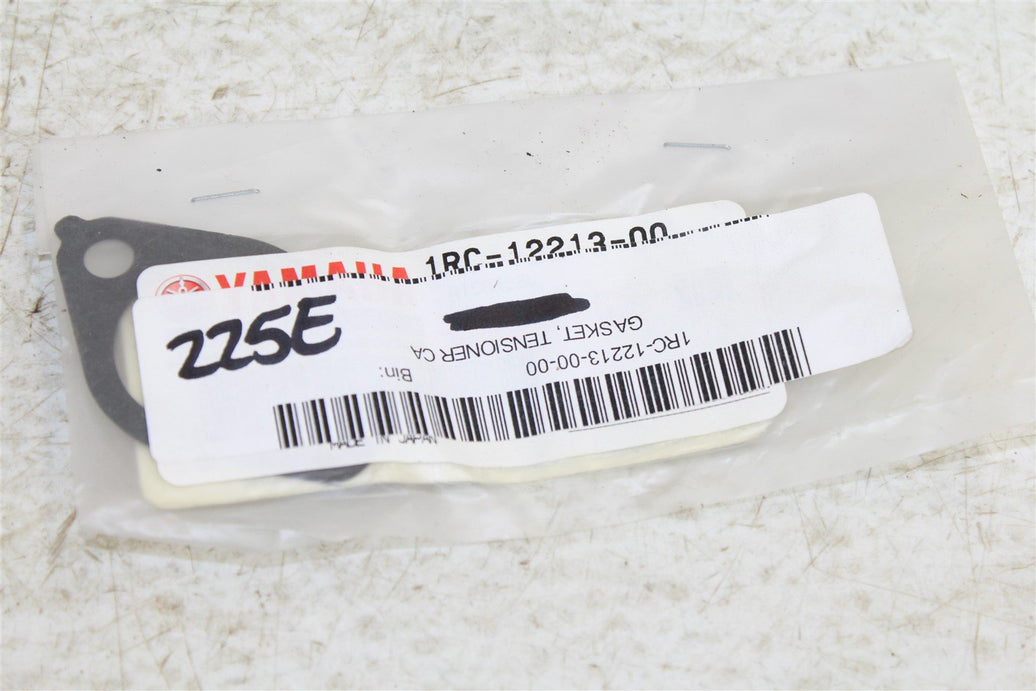 YAMAHA 1RC-12213-00
225E
1RC-12213-00-00
GASKET, TENSIONER CA
Bin:
MADE IN JAPAN